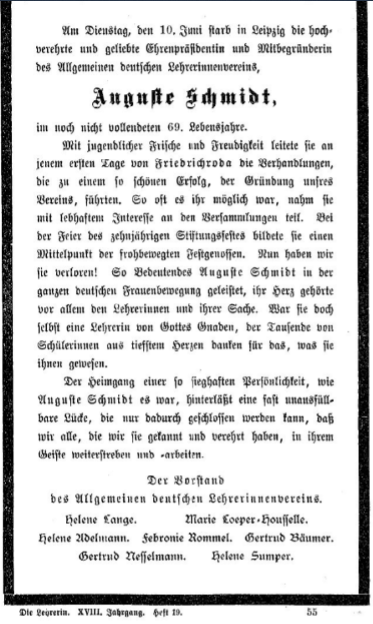 Am Dienstag, den 10. Juni starb in Leipzig die hoch-
verehrte und geliebte Ehrenpräsidentin und Mitbegründerin
des Allgemeinen deutschen Lehrerinnenvereins,
Auguste Schmidt,
im noch nicht vollendeten 69. Lebensjahre.
Mit jugendlicher Frische und Freudigkeit leitete sie an
jenem ersten Tage von Friedrichroda die Verhandlungen,
die zu einem so schönen Erfolg, der Gründung unsres
Vereins, führten. So oft es ihr möglich war, nahm sie
mit lebhaftem Interesse an den Versammlungen teil. Bei
der Feier des zehnjährigen Stiftungsfestes bildete sie einen
Mittelpunkt der frohbewegten Festgenossen. Nun haben wir
sie verloren! So Bedeutendes Auguste Schmidt in der
ganzen deutschen Frauenbewegung geleistet, ihr Herz gehörte
vor allem den Lehrerinnen und ihrer Sache. War sie doch
selbst eine Lehrerin von Gottes Gnaden, der Tausende von
Schülerinnen aus tiefstem Herzen danken für das, was sie
ihnen gewesen.
Der Heimgang einer so sieghaften Persönlichkeit, wie
Auguste Schmidt es war, hinterläßt eine fast unausfüll-
bare Lücke, die nur dadurch geschlossen werden kann, daß
wir alle, die wir sie gekannt und verehrt haben, in ihrem
Geiste weiterstreben und -arbeiten.
Der Vorstand
des Allgemeinen deutschen Lehrerinnenvereins.
Helene Lange. Marie Loeper-Housselle.
Helene Adelmann. Febronie Rommel. Gertrud Bäumer.
Gertrud Nesselmann. Helene Sumper.
Die Lehrerin. XVIII. Jahrgang. Heft 19. 55